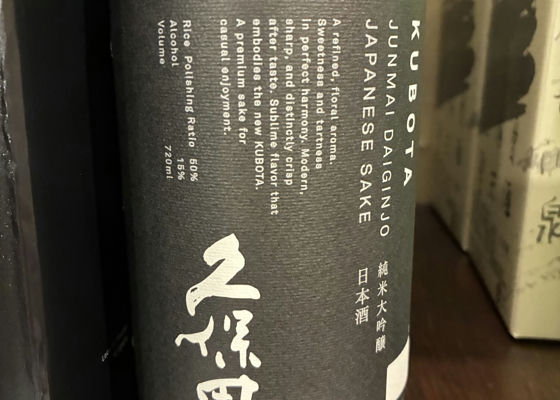 KUBOTA
JUNMAI DAIGINJO 純米大吟醸
JAPANESE SAKE 日本酒
A refined, floral aroma.
Sweetness and tartness
in perfect harmony. Modern,
sharp, and distinctly crisp
after taste. Sublime flavor that
embodies the new KUBOTA.
A premium sake for
casual enjoyment.
Rice Polishing Ratio 50%
Alcohol 15%
Volume 720ml
久保田
泉